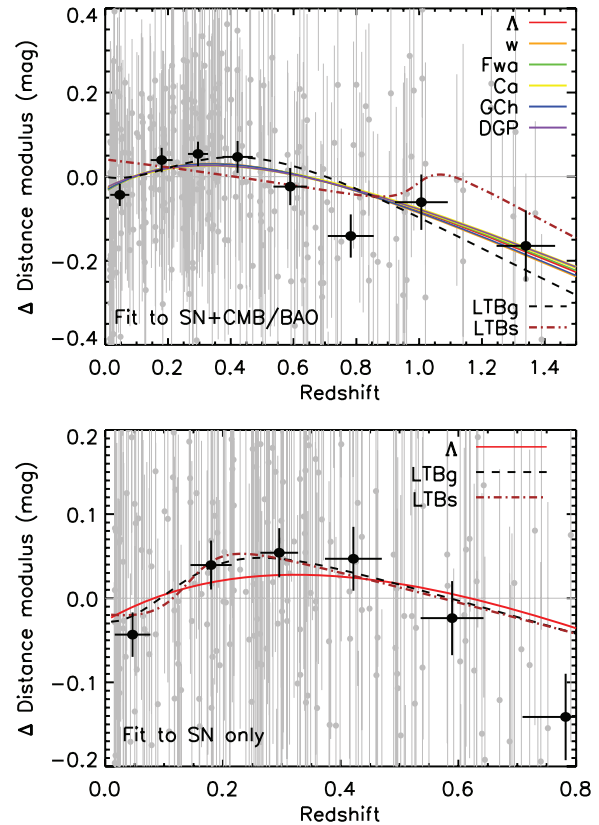 Δ Distance modulus (mag)
0.4
0.2
0.0
−0.2
−0.4
Λ
w
Fwa
Ca
GCh
DGP
LTBg
LTBs
Fit to SN+CMB/BAO
0.0 0.2 0.4 0.6 0.8 1.0 1.2 1.4
Redshift
Δ Distance modulus (mag)
0.2
0.1
0.0
−0.1
−0.2
Λ
LTBg
LTBs
Fit to SN only
0.0 0.2 0.4 0.6 0.8
Redshift